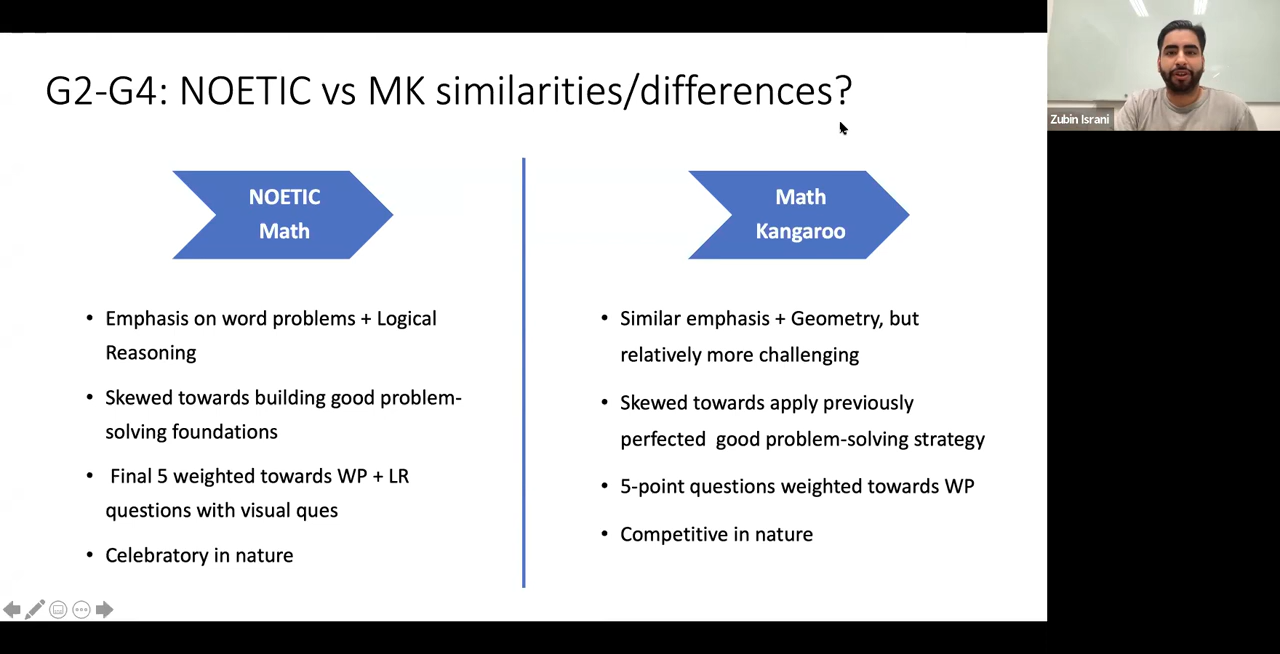 G2-G4: NOETIC vs MK similarities/differences?
Zubin Israni
NOETIC
Math
• Emphasis on word problems + Logical
Reasoning
• Skewed towards building good problem-
solving foundations
• Final 5 weighted towards WP + LR
questions with visual ques
• Celebratory in nature
Math
Kangaroo
• Similar emphasis + Geometry, but
relatively more challenging
• Skewed towards apply previously
perfected good problem-solving strategy
• 5-point questions weighted towards WP
• Competitive in nature